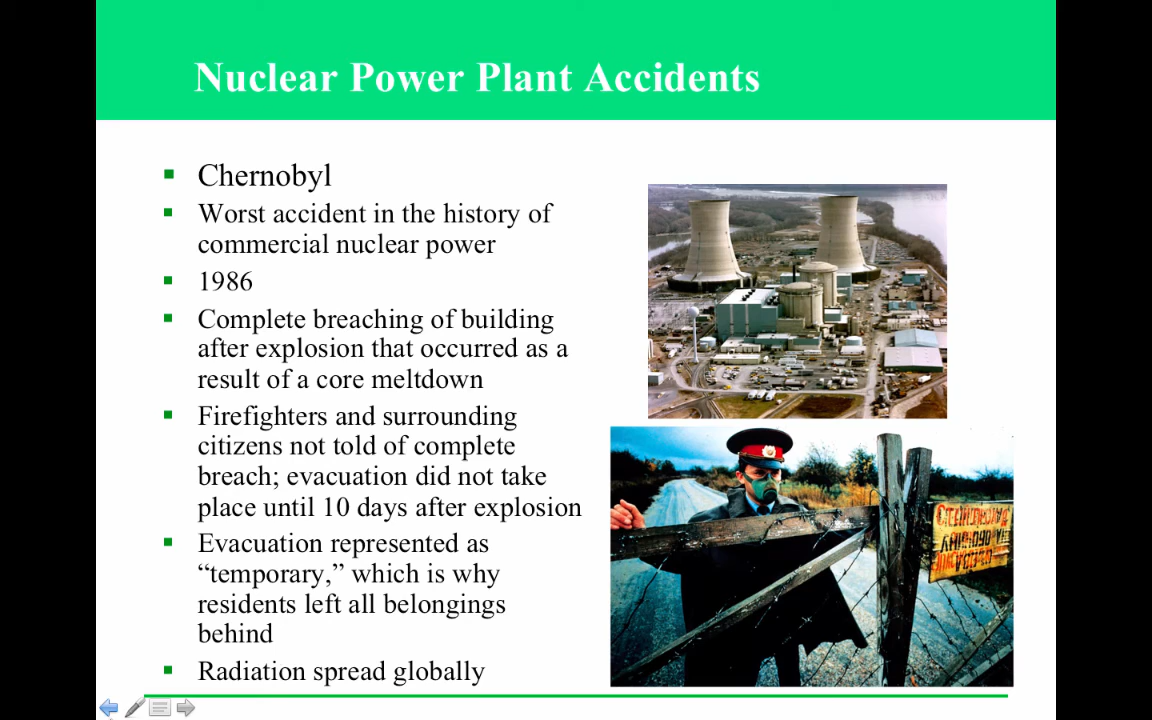 Nuclear Power Plant Accidents
Chernobyl
Worst accident in the history of
commercial nuclear power
1986
Complete breaching of building
after explosion that occurred as a
result of a core meltdown
Firefighters and surrounding
citizens not told of complete
breach; evacuation did not take
place until 10 days after explosion
Evacuation represented as
“temporary,” which is why
residents left all belongings
behind
Radiation spread globally